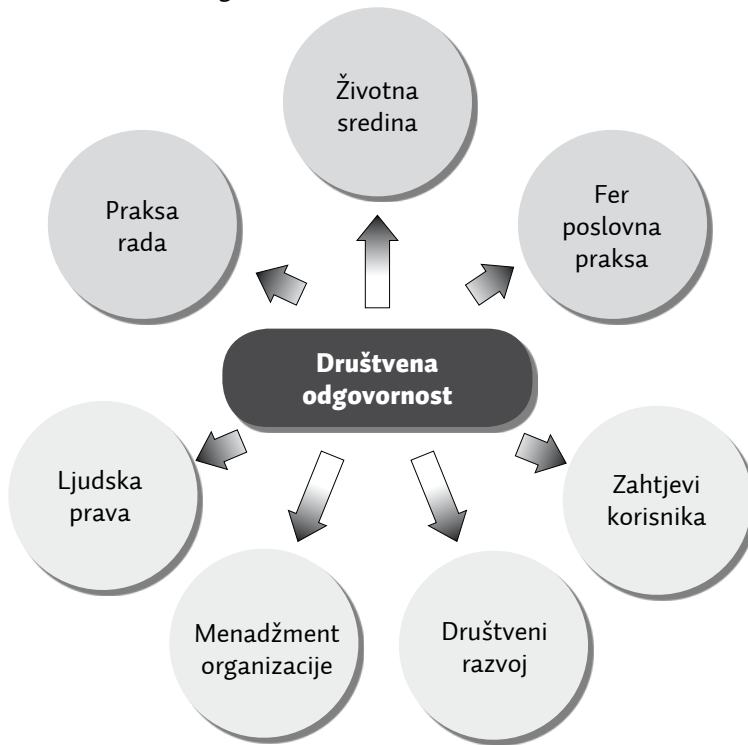 Životna
sredina
Praksa
rada
Fer
poslovna
praksa
Društvena
odgovornost
Ljudska
prava
Zahtjevi
korisnika
Menadžment
organizacije
Društveni
razvoj